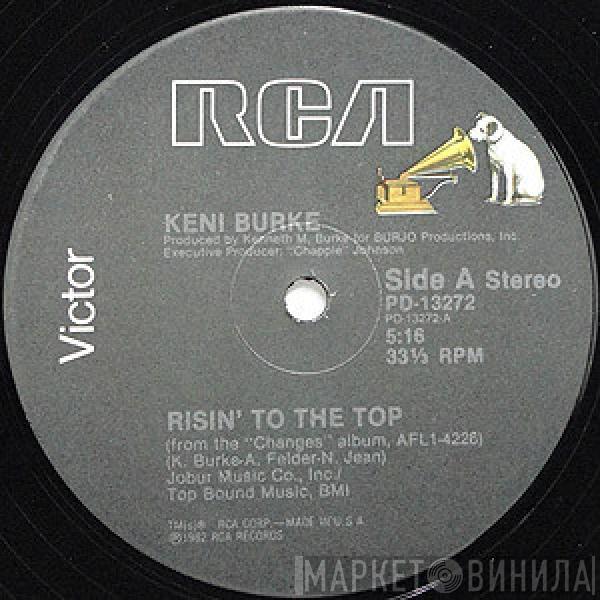 RCA
Victor
KENI BURKE
Produced by Kenneth M. Burke for BURJO Productions, Inc.
Executive Producer: "Chapple" Johnson
Side A Stereo
PD-13272
PD-13272-A
5:16
33⅓ RPM
RISIN' TO THE TOP
(from the "Changes" album, AFL1-4226)
(K. Burke-A. Felder-N. Jean)
Jobur Music Co., Inc./
Top Bound Music, BMI
TM(s)® RCA CORP.—MADE IN U.S.A.
℗1982 RCA RECORDS
МАРКЕТ ВИНИЛА